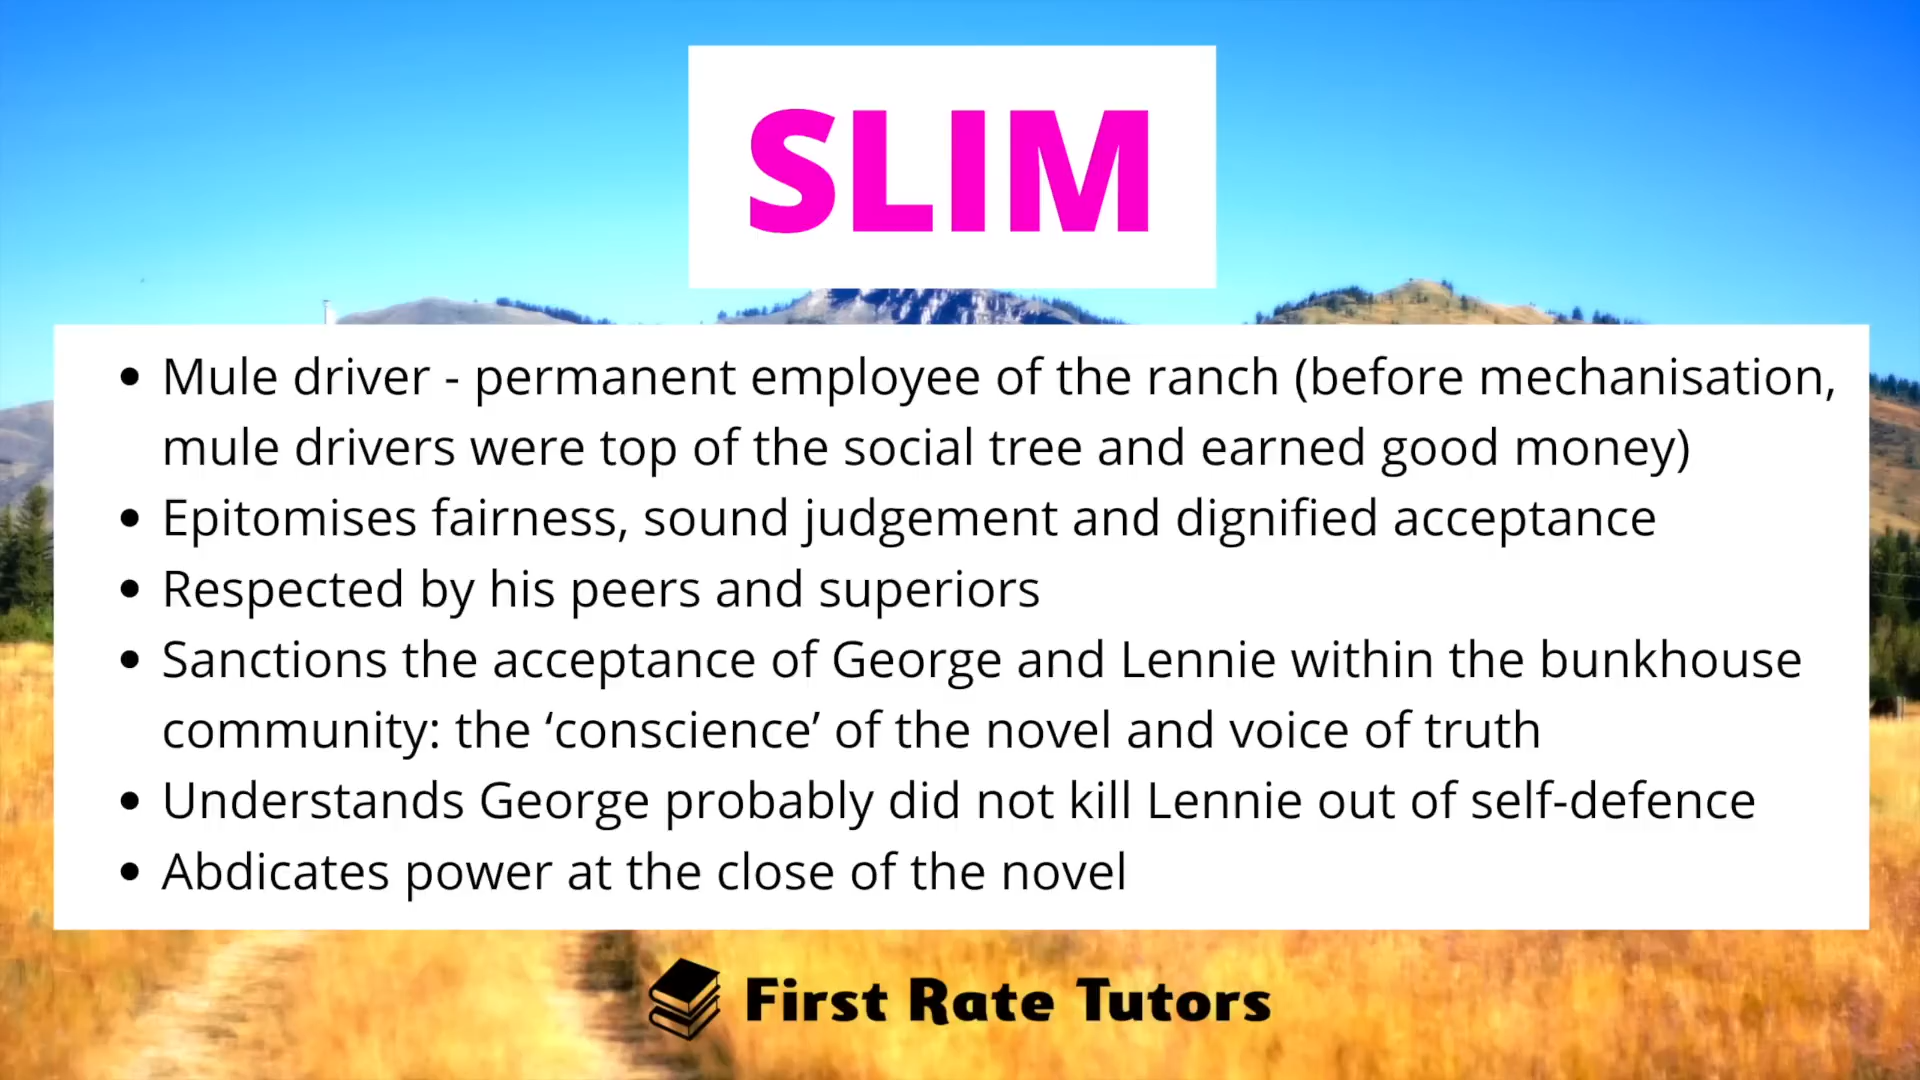 SLIM
• Mule driver - permanent employee of the ranch (before mechanisation,
mule drivers were top of the social tree and earned good money)
• Epitomises fairness, sound judgement and dignified acceptance
• Respected by his peers and superiors
• Sanctions the acceptance of George and Lennie within the bunkhouse
community: the ‘conscience’ of the novel and voice of truth
• Understands George probably did not kill Lennie out of self-defence
• Abdicates power at the close of the novel
First Rate Tutors